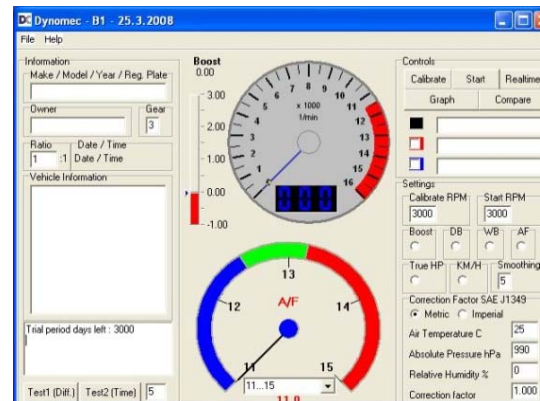 Dynomec - B1 - 25.3.2008
File Help
Information
Make / Model / Year / Reg. Plate
Owner
Gear
3
Ratio
Date / Time
1 :1 Date / Time
Vehicle Information
Trial period days left : 3000
Test1 (Diff.) Test2 (Time) 5
Boost
0.00
3.00
2.00
1.00
0.00
-1.00
4 5 6 7 8 9 10 11 12 13 14 15 16
x 1000
1/min
000
11 12 13 14 15
A/F
11...15
11.0
Controls
Calibrate Start Realtime
Graph Compare
Settings
Calibrate RPM Start RPM
3000 3000
Boost DB WB AF
True HP KM/H Smoothing
5
Correction Factor SAE J1349
Metric Imperial
Air Temperature C 25
Absolute Pressure hPa 990
Relative Humidity % 0
Correction factor 1.000